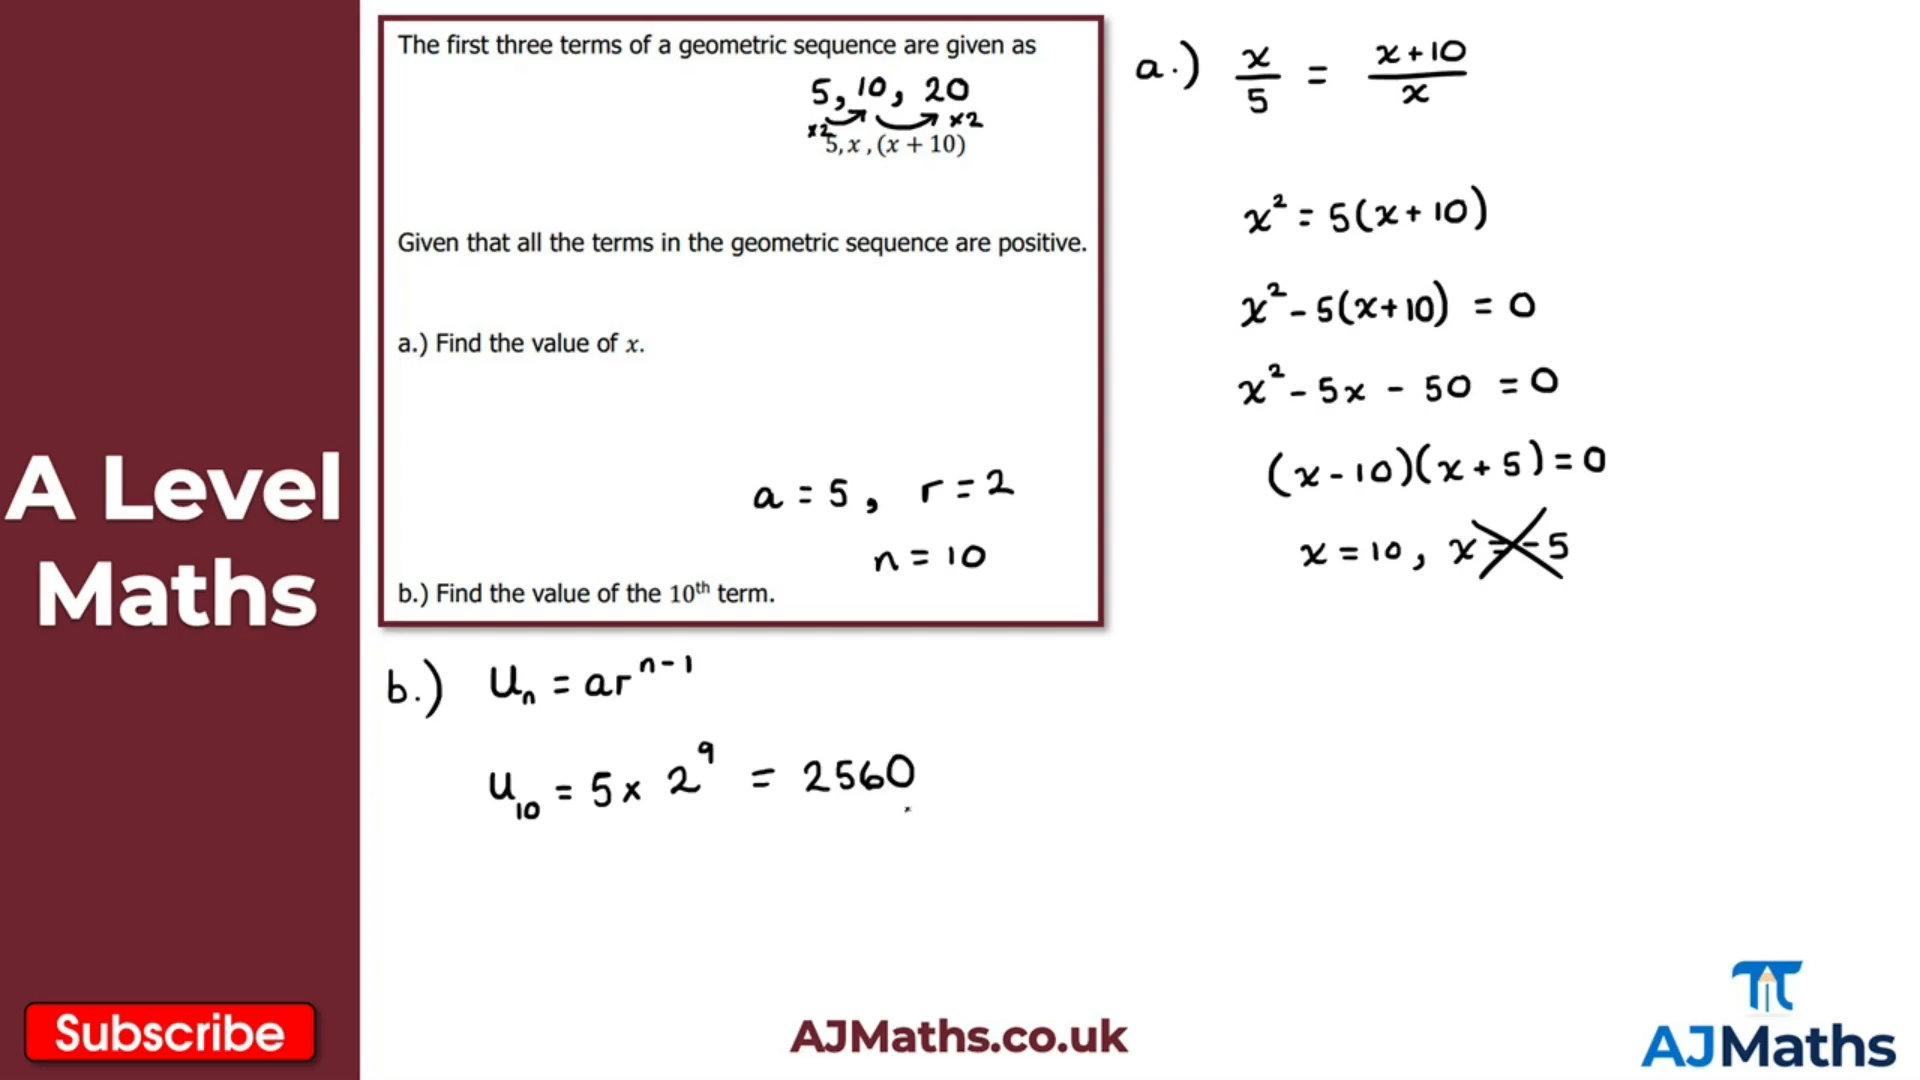 A Level
Maths
Subscribe
The first three terms of a geometric sequence are given as
5, 10, 20
×2 ×2
5, x , (x + 10)
Given that all the terms in the geometric sequence are positive.
a.) Find the value of x.
a = 5 , r = 2
n = 10
b.) Find the value of the 10th term.
a.) x/5 = (x + 10)/x
x² = 5(x + 10)
x² - 5(x + 10) = 0
x² - 5x - 50 = 0
(x - 10)(x + 5) = 0
x = 10 , x = -5
b.) Uₙ = arⁿ⁻¹
U₁₀ = 5 × 2⁹ = 2560
AJMaths.co.uk
AJMaths